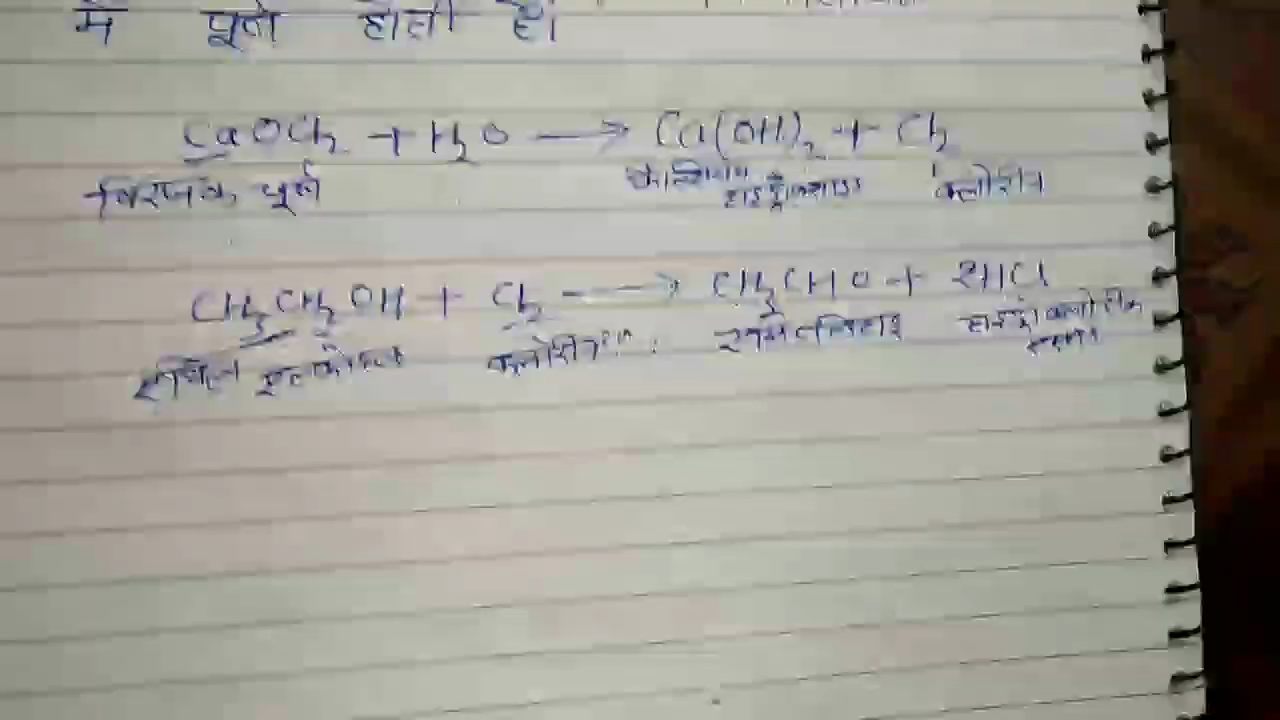 में पूर्ण होती है।
CaOCl₂ + H₂O ⟶ Ca(OH)₂ + Cl₂
विरंजक चूर्ण कैल्शियम हाइड्रोक्साइड क्लोरीन
CH₃CH₂OH + Cl₂ ⟶ CH₃CHO + 2HCl
एथिल एल्कोहल क्लोरीन एसीटैल्डिहाइड हाइड्रोक्लोरिक अम्ल